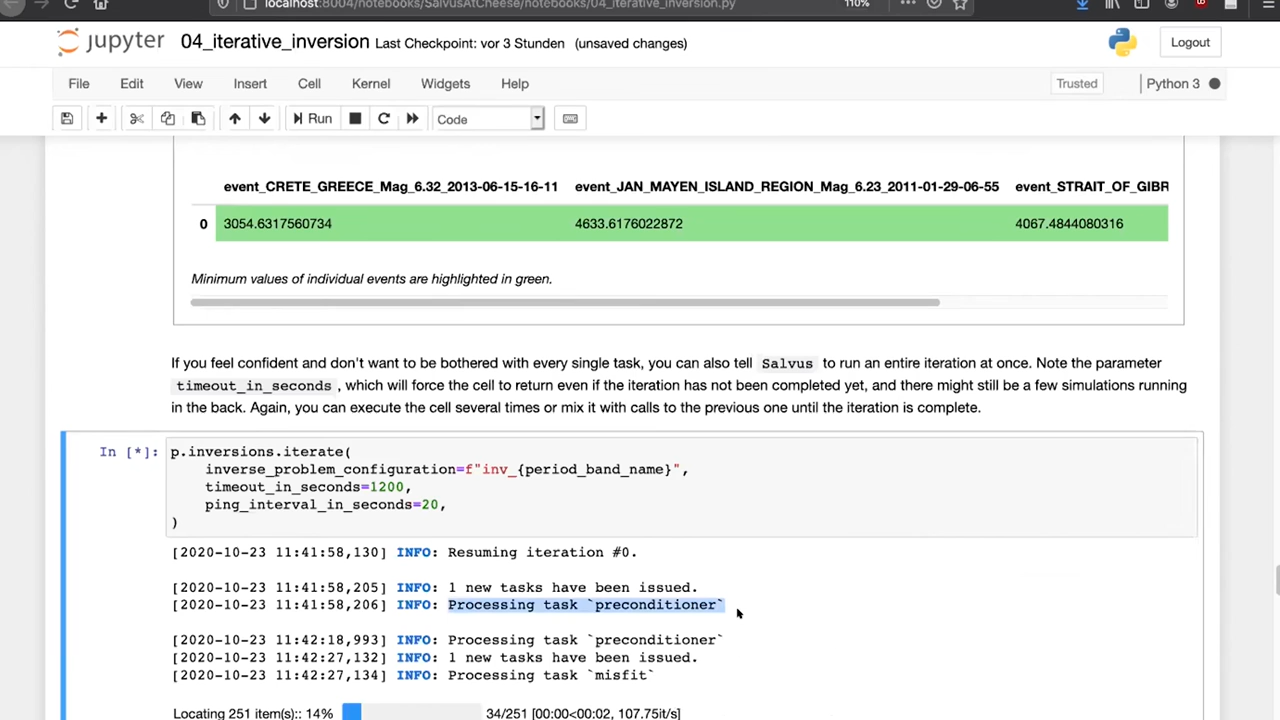 localhost:8004/notebooks/SalvusAtCheese/notebooks/04_iterative_inversion.py
110%
jupyter 04_iterative_inversion Last Checkpoint: vor 3 Stunden (unsaved changes)
Logout
File Edit View Insert Cell Kernel Widgets Help
Trusted
Python 3
Run
Code
event_CRETE_GREECE_Mag_6.32_2013-06-15-16-11 event_JAN_MAYEN_ISLAND_REGION_Mag_6.23_2011-01-29-06-55 event_STRAIT_OF_GIBR
0 3054.6317560734 4633.6176022872 4067.4844080316
Minimum values of individual events are highlighted in green.
If you feel confident and don't want to be bothered with every single task, you can also tell Salvus to run an entire iteration at once. Note the parameter
timeout_in_seconds , which will force the cell to return even if the iteration has not been completed yet, and there might still be a few simulations running
in the back. Again, you can execute the cell several times or mix it with calls to the previous one until the iteration is complete.
In [*]: p.inversions.iterate(
inverse_problem_configuration=f"inv_{period_band_name}",
timeout_in_seconds=1200,
ping_interval_in_seconds=20,
)
[2020-10-23 11:41:58,130] INFO: Resuming iteration #0.
[2020-10-23 11:41:58,205] INFO: 1 new tasks have been issued.
[2020-10-23 11:41:58,206] INFO: Processing task `preconditioner`
[2020-10-23 11:42:18,993] INFO: Processing task `preconditioner`
[2020-10-23 11:42:27,132] INFO: 1 new tasks have been issued.
[2020-10-23 11:42:27,134] INFO: Processing task `misfit`
Locating 251 item(s):: 14% 34/251 [00:00<00:02, 107.75it/s]